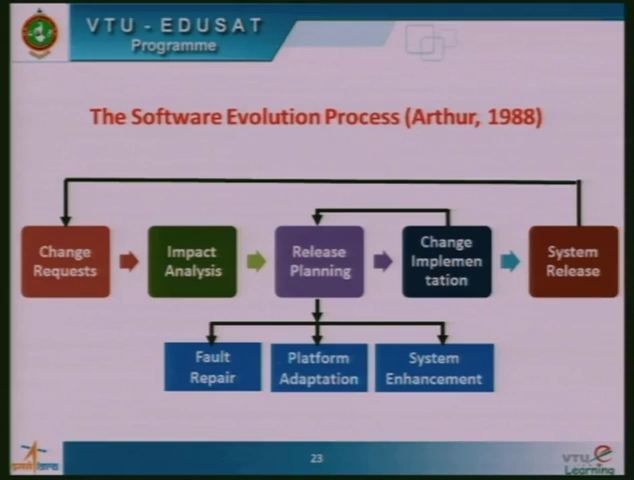 VTU - EDUSAT
Programme
The Software Evolution Process (Arthur, 1988)
Change
Requests
Impact
Analysis
Release
Planning
Change
Implemen
tation
System
Release
Fault
Repair
Platform
Adaptation
System
Enhancement
23
VTU
Learning